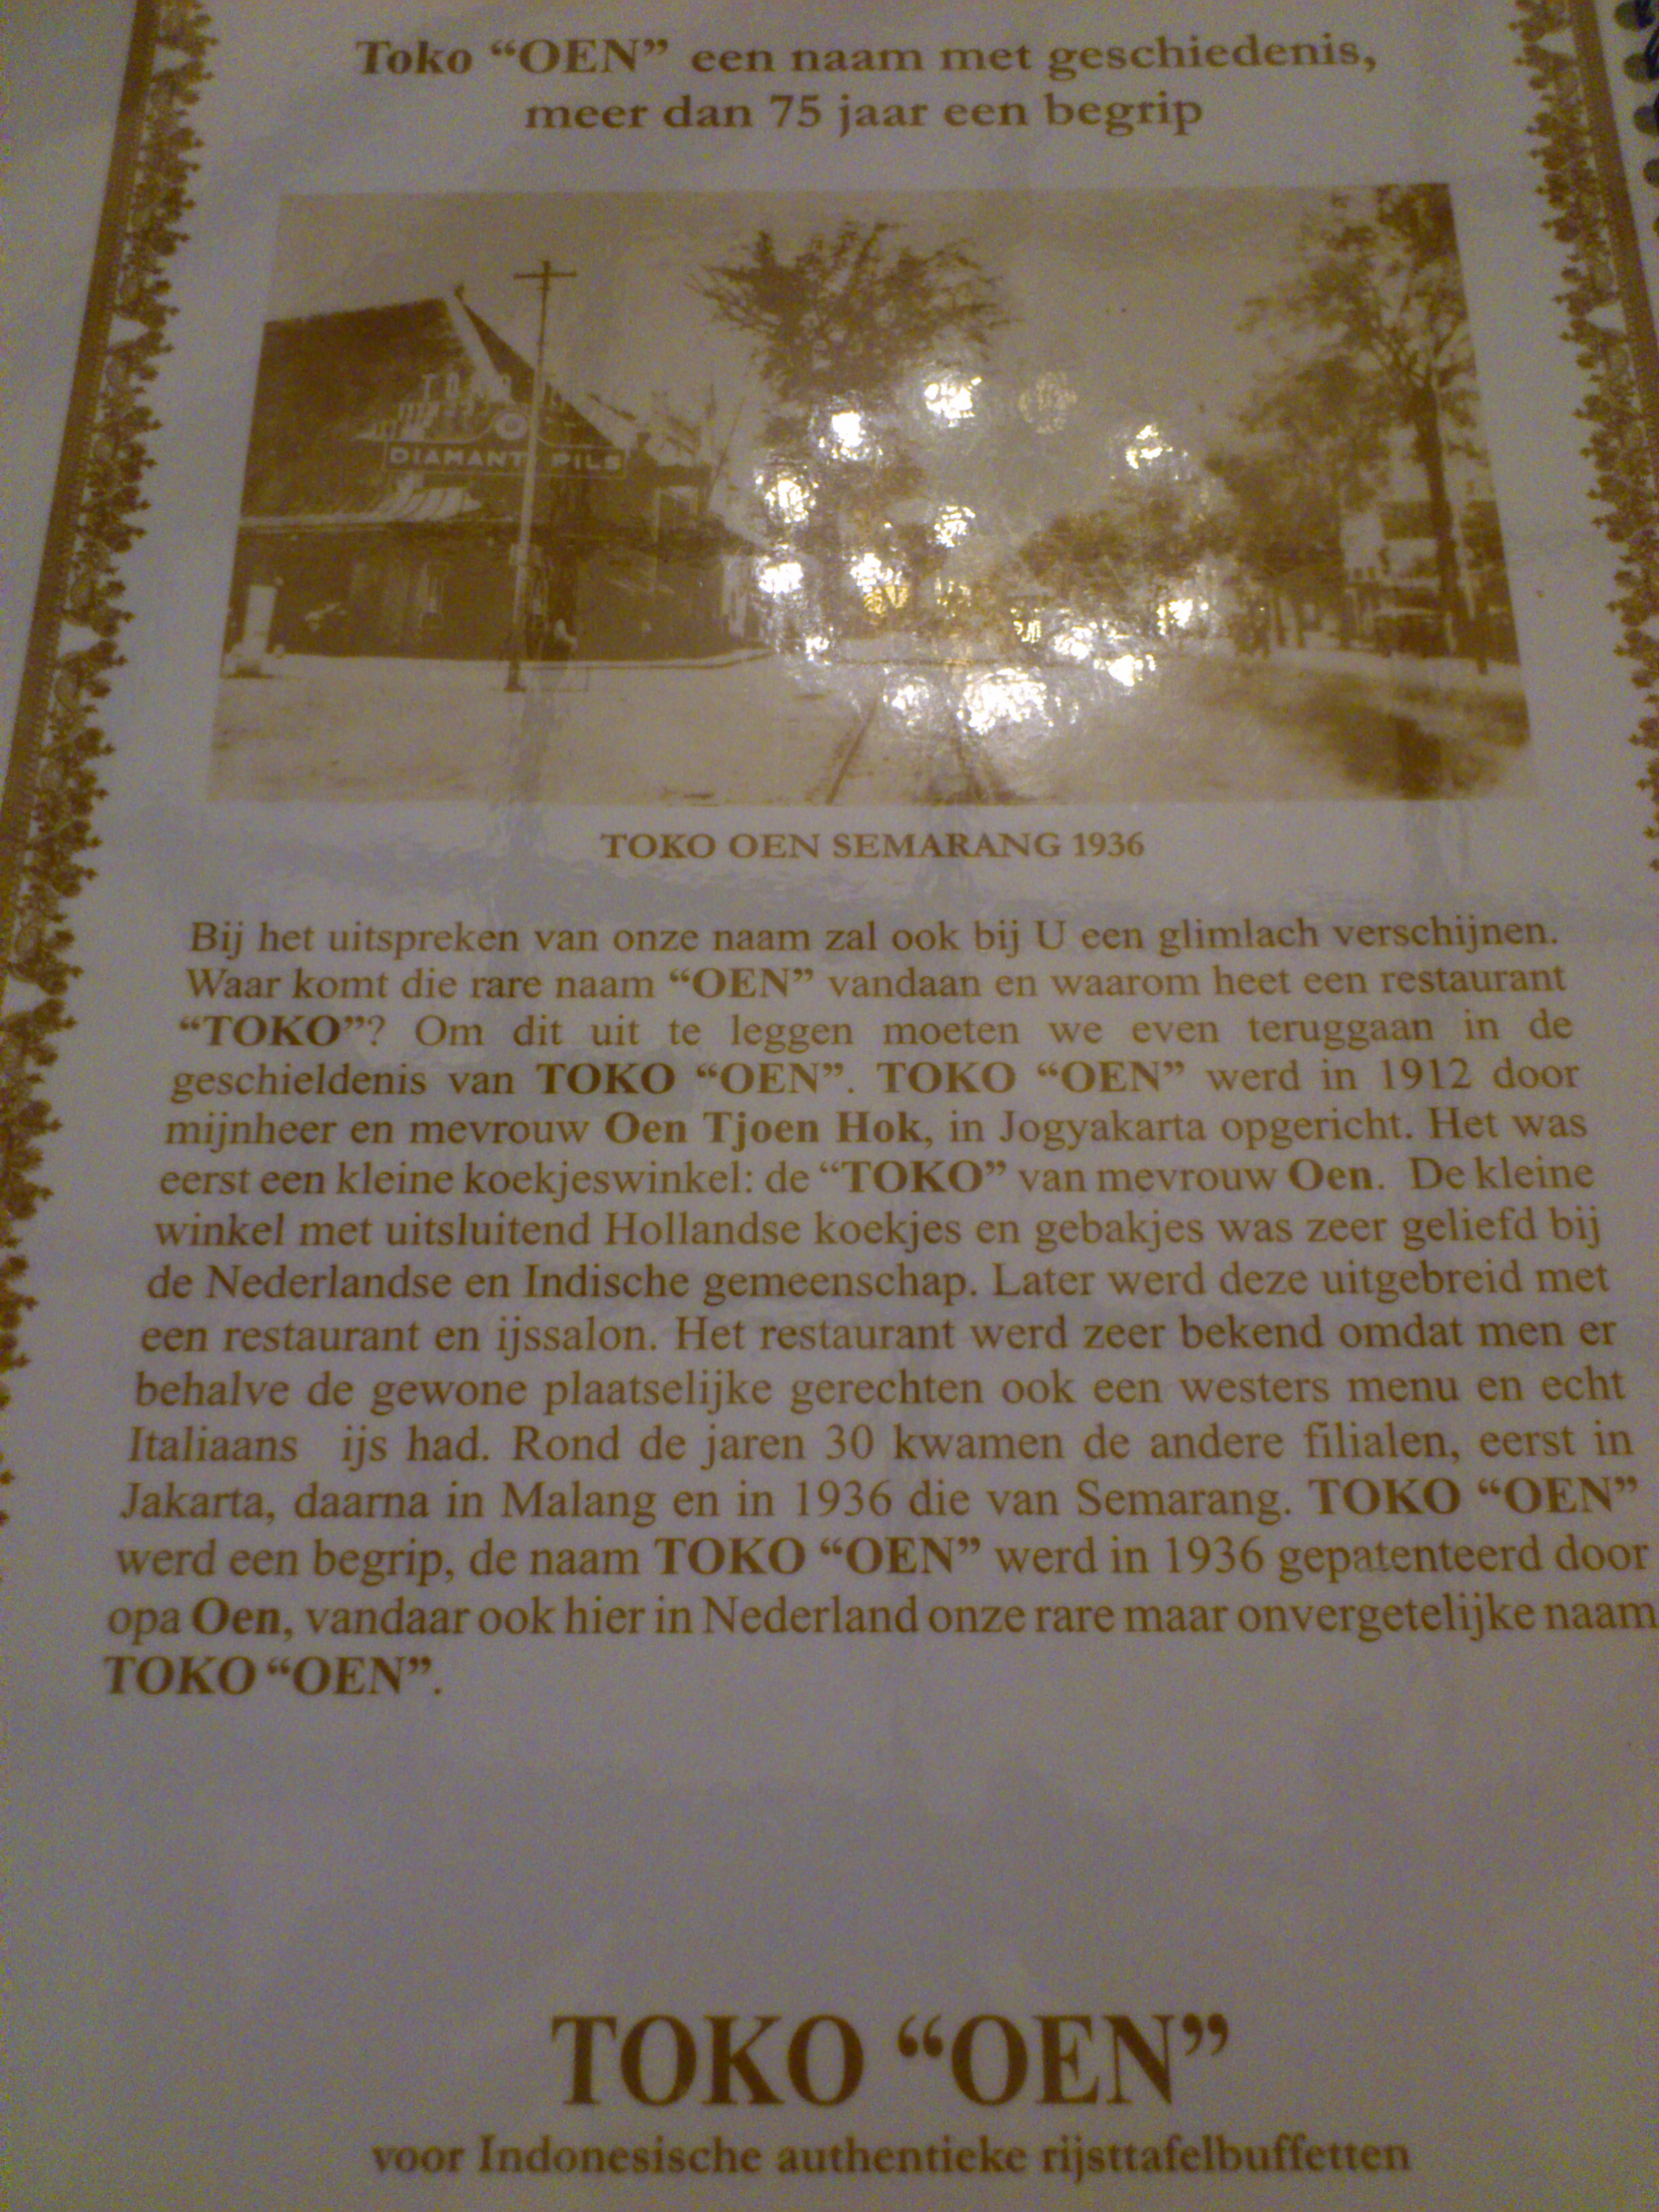 Toko “OEN” een naam met geschiedenis,
meer dan 75 jaar een begrip
DIAMANT PILS
TOKO OEN SEMARANG 1936
Bij het uitspreken van onze naam zal ook bij U een glimlach verschijnen.
Waar komt die rare naam “OEN” vandaan en waarom heet een restaurant
“TOKO”? Om dit uit te leggen moeten we even teruggaan in de
geschieldenis van TOKO “OEN”. TOKO “OEN” werd in 1912 door
mijnheer en mevrouw Oen Tjoen Hok, in Jogyakarta opgericht. Het was
eerst een kleine koekjeswinkel: de “TOKO” van mevrouw Oen. De kleine
winkel met uitsluitend Hollandse koekjes en gebakjes was zeer geliefd bij
de Nederlandse en Indische gemeenschap. Later werd deze uitgebreid met
een restaurant en ijssalon. Het restaurant werd zeer bekend omdat men er
behalve de gewone plaatselijke gerechten ook een westers menu en echt
Italiaans ijs had. Rond de jaren 30 kwamen de andere filialen, eerst in
Jakarta, daarna in Malang en in 1936 die van Semarang. TOKO “OEN”
werd een begrip, de naam TOKO “OEN” werd in 1936 gepatenteerd door
opa Oen, vandaar ook hier in Nederland onze rare maar onvergetelijke naam
TOKO “OEN”.
TOKO “OEN”
voor Indonesische authentieke rijsttafelbuffetten